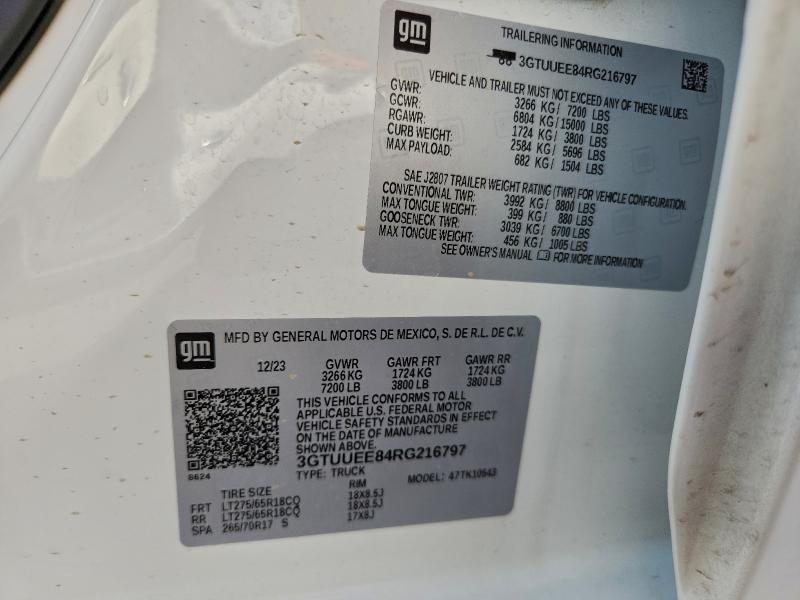 gm
TRAILERING INFORMATION
3GTUUEE84RG216797
VEHICLE AND TRAILER MUST NOT EXCEED ANY OF THESE VALUES.
GVWR: 3266 KG/ 7200 LBS
GCWR: 6804 KG/ 15000 LBS
RGAWR: 1724 KG/ 3800 LBS
CURB WEIGHT: 2584 KG/ 5696 LBS
MAX PAYLOAD: 682 KG/ 1504 LBS
SAE J2807 TRAILER WEIGHT RATING (TWR) FOR VEHICLE CONFIGURATION.
CONVENTIONAL TWR: 3992 KG/ 8800 LBS
MAX TONGUE WEIGHT: 399 KG/ 880 LBS
GOOSENECK TWR: 3039 KG/ 6700 LBS
MAX TONGUE WEIGHT: 456 KG/ 1005 LBS
SEE OWNER'S MANUAL FOR MORE INFORMATION
gm
MFD BY GENERAL MOTORS DE MEXICO, S. DE R.L. DE C.V.
12/23 GVWR GAWR FRT GAWR RR
3266 KG 1724 KG 1724 KG
7200 LB 3800 LB 3800 LB
THIS VEHICLE CONFORMS TO ALL
APPLICABLE U.S. FEDERAL MOTOR
VEHICLE SAFETY STANDARDS IN EFFECT
ON THE DATE OF MANUFACTURE
SHOWN ABOVE.
3GTUUEE84RG216797
8624 TYPE: TRUCK MODEL: 47TK10543
TIRE SIZE RIM
FRT LT275/65R18CQ 18X8.5J
RR LT275/65R18CQ 18X8.5J
SPA 265/70R17 S 17X8J